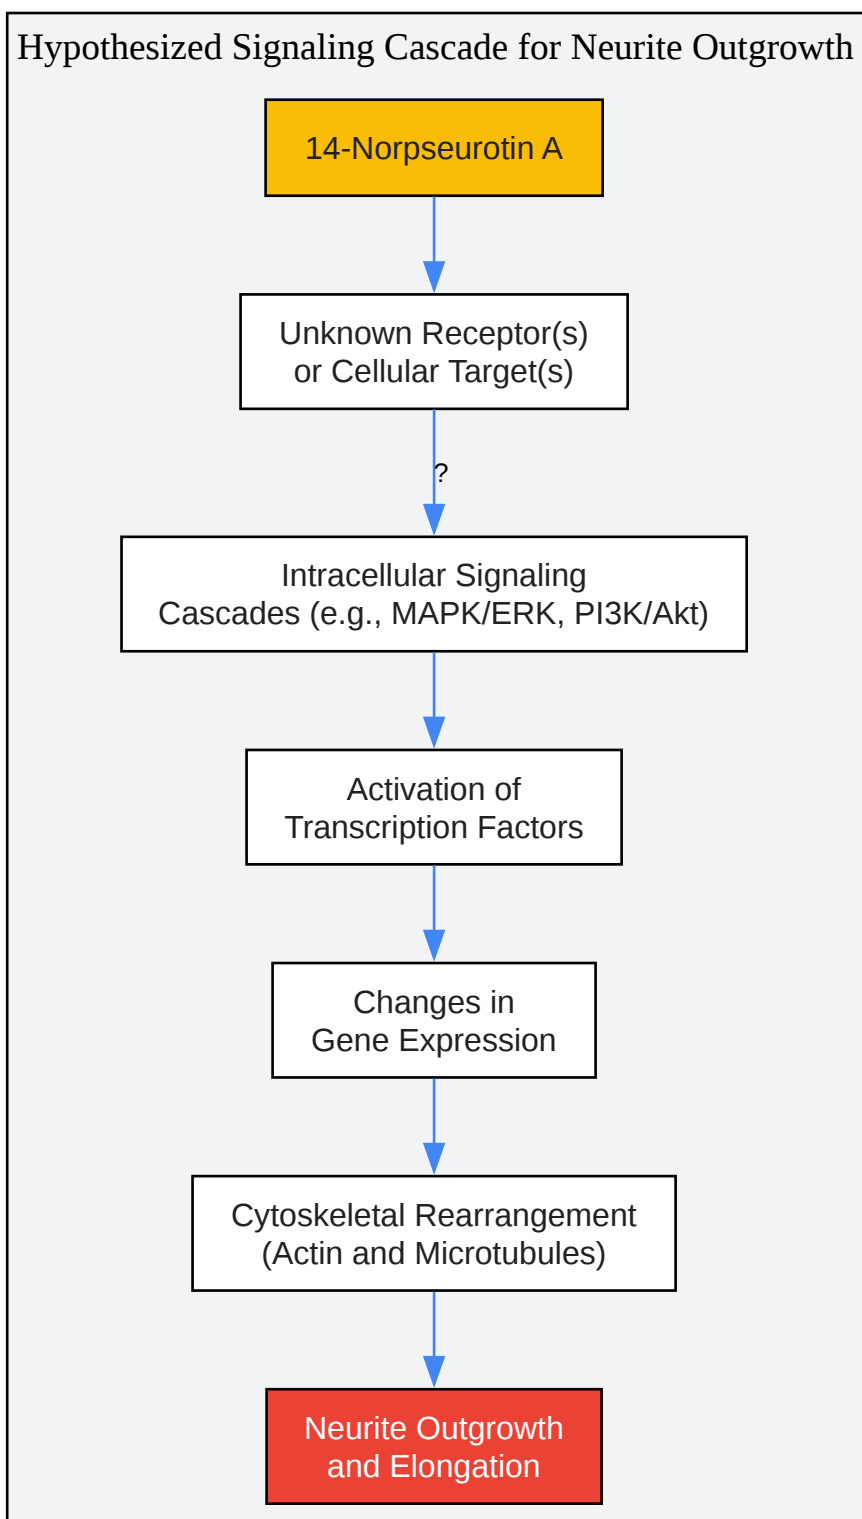 Hypothesized Signaling Cascade for Neurite Outgrowth
14-Norpseurotin A
Unknown Receptor(s)
or Cellular Target(s)
?
Intracellular Signaling
Cascades (e.g., MAPK/ERK, PI3K/Akt)
Activation of
Transcription Factors
Changes in
Gene Expression
Cytoskeletal Rearrangement
(Actin and Microtubules)
Neurite Outgrowth
and Elongation